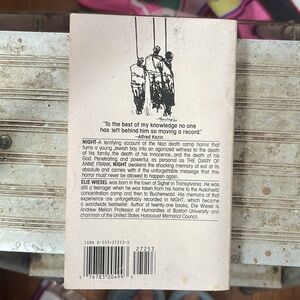 "To the best of my knowledge no one
has left behind him so moving a record."
—Alfred Kazin
NIGHT—A terrifying account of the Nazi death camp horror that
turns a young Jewish boy into an agonized witness to the death
of his family...the death of his innocence...and the death of his
God. Penetrating and powerful, as personal as THE DIARY OF
ANNE FRANK, NIGHT awakens the shocking memory of evil at its
absolute and carries with it the unforgettable message that this
horror must never be allowed to happen again.
ELIE WIESEL was born in the town of Sighet in Transylvania. He was
still a teenager when he was taken from his home to the Auschwitz
concentration camp and then to Buchenwald. His memories of that
experience are unforgettably recorded in NIGHT, which became
a worldwide bestseller. Author of twenty-one books, Elie Wiesel is
Andrew Mellon Professor of Humanities at Boston University and
chairman of the United States Holocaust Memorial Council.
ISBN 0-553-27253-5
27253
76783 00499